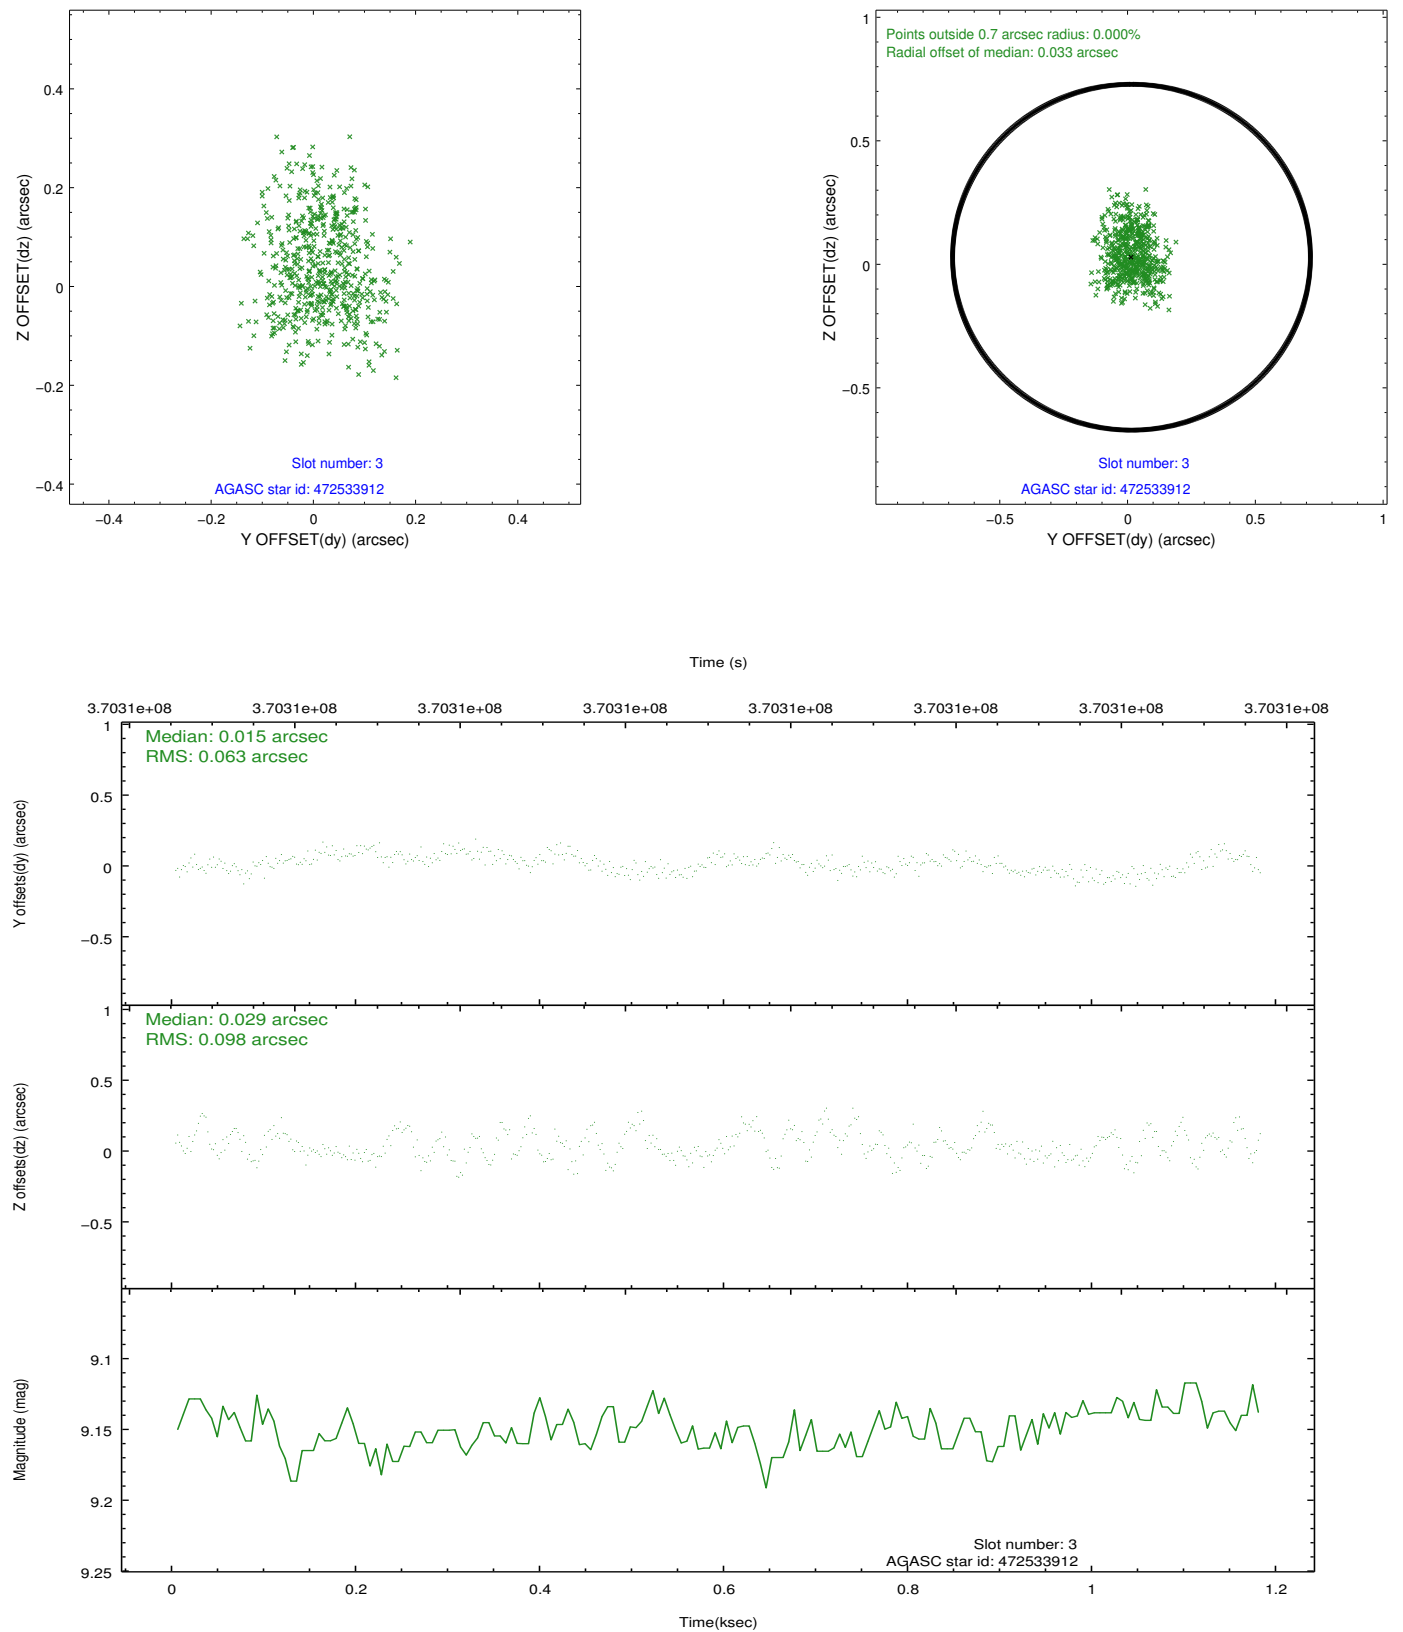 0.4
0.2
0
−0.2
−0.4
Z OFFSET(dz) (arcsec)
Slot number: 3
AGASC star id: 472533912
−0.4 −0.2 0 0.2 0.4
Y OFFSET(dy) (arcsec)
Points outside 0.7 arcsec radius: 0.000%
Radial offset of median: 0.033 arcsec
1
0.5
0
−0.5
Z OFFSET(dz) (arcsec)
Slot number: 3
AGASC star id: 472533912
−0.5 0 0.5 1
Y OFFSET(dy) (arcsec)
Time (s)
3.7031e+08 3.7031e+08 3.7031e+08 3.7031e+08 3.7031e+08 3.7031e+08 3.7031e+08 3.7031e+08
Median: 0.015 arcsec
RMS: 0.063 arcsec
1
0.5
0
−0.5
Y offsets(dy) (arcsec)
Median: 0.029 arcsec
RMS: 0.098 arcsec
1
0.5
0
−0.5
Z offsets(dz) (arcsec)
9.1
9.15
9.2
9.25
Magnitude (mag)
Slot number: 3
AGASC star id: 472533912
0 0.2 0.4 0.6 0.8 1 1.2
Time(ksec)